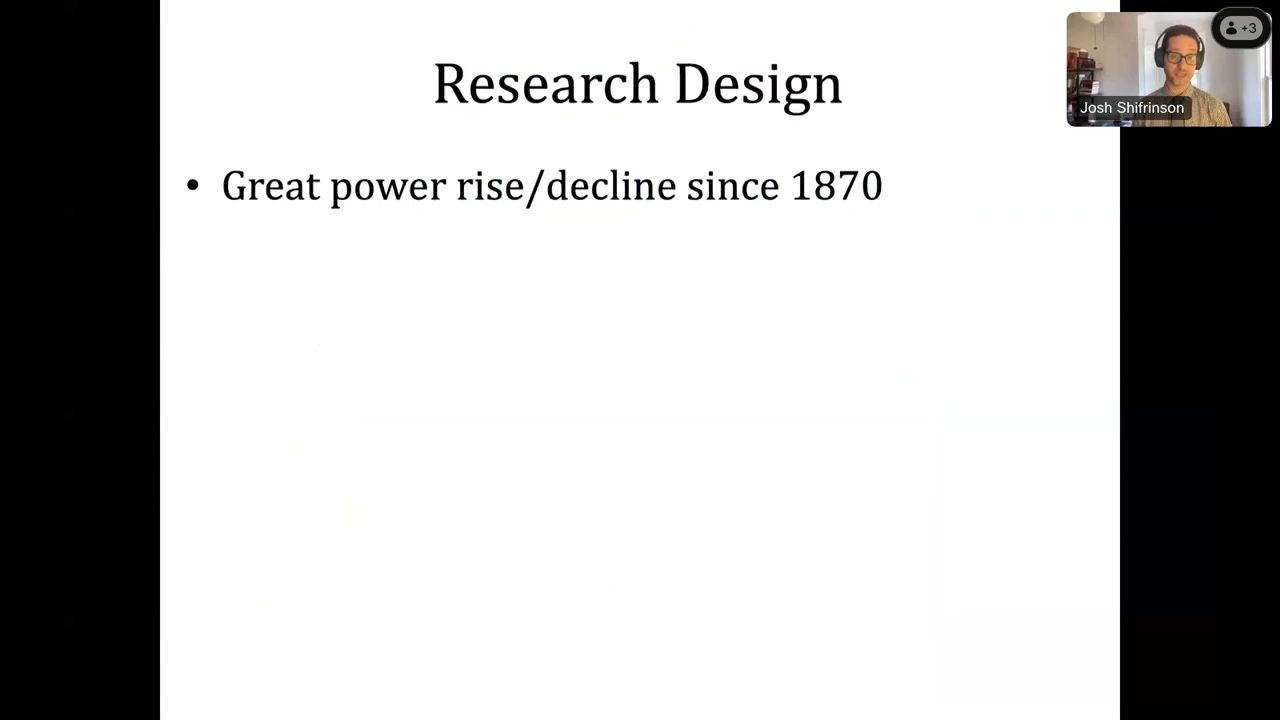 Research Design
+3
Josh Shifrinson
• Great power rise/decline since 1870